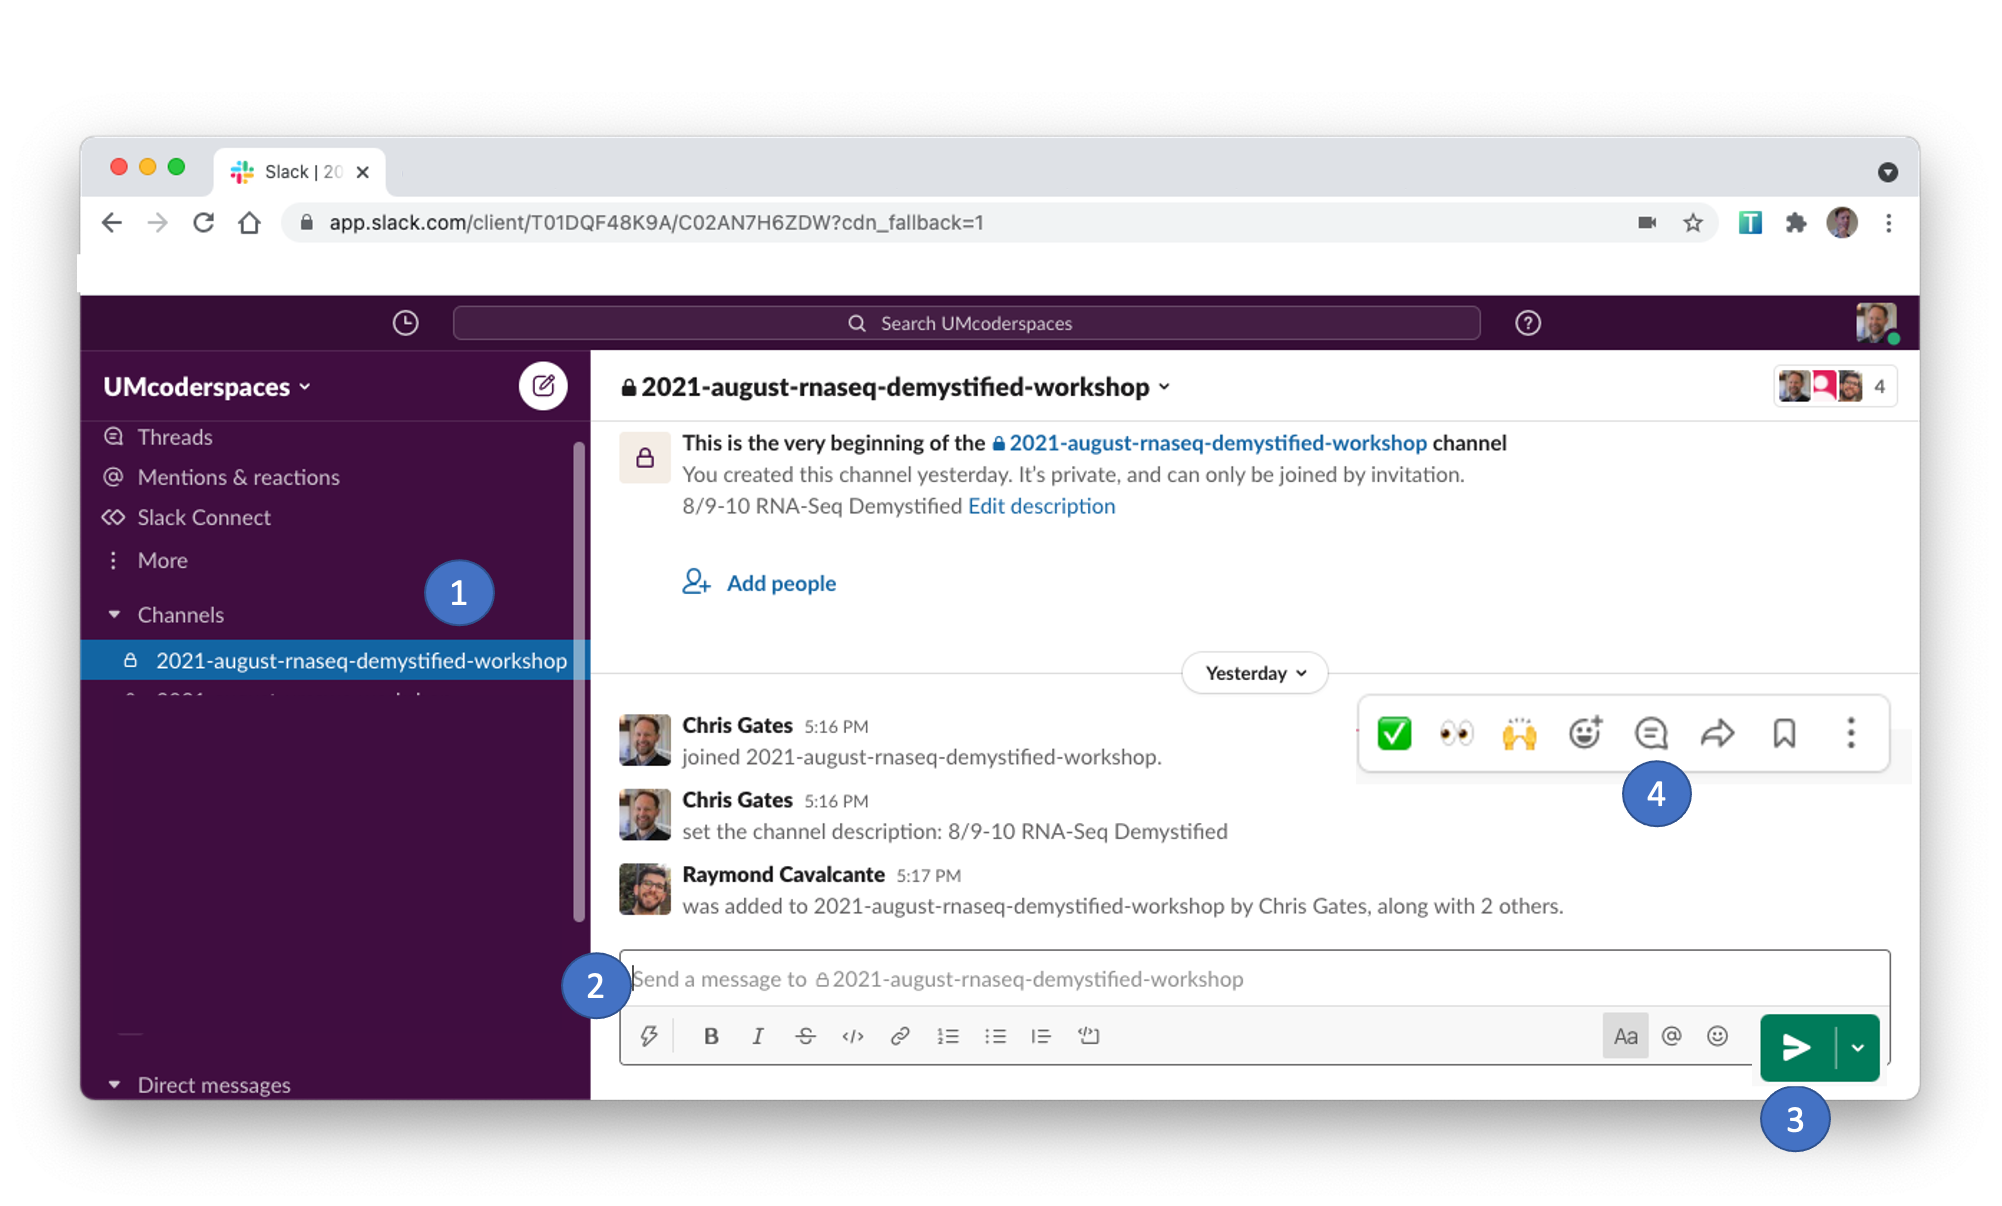 Slack | 20
app.slack.com/client/T01DQF48K9A/C02AN7H6ZDW?cdn_fallback=1
T
Search UMcoderspaces
UMcoderspaces
2021-august-rnaseq-demystified-workshop
4
Threads
Mentions & reactions
Slack Connect
More
1
Channels
2021-august-rnaseq-demystified-workshop
Direct messages
This is the very beginning of the 2021-august-rnaseq-demystified-workshop channel
You created this channel yesterday. It's private, and can only be joined by invitation.
8/9-10 RNA-Seq Demystified Edit description
Add people
Yesterday
Chris Gates 5:16 PM
joined 2021-august-rnaseq-demystified-workshop.
4
Chris Gates 5:16 PM
set the channel description: 8/9-10 RNA-Seq Demystified
Raymond Cavalcante 5:17 PM
was added to 2021-august-rnaseq-demystified-workshop by Chris Gates, along with 2 others.
2
Send a message to 2021-august-rnaseq-demystified-workshop
B I S </> Aa @
3